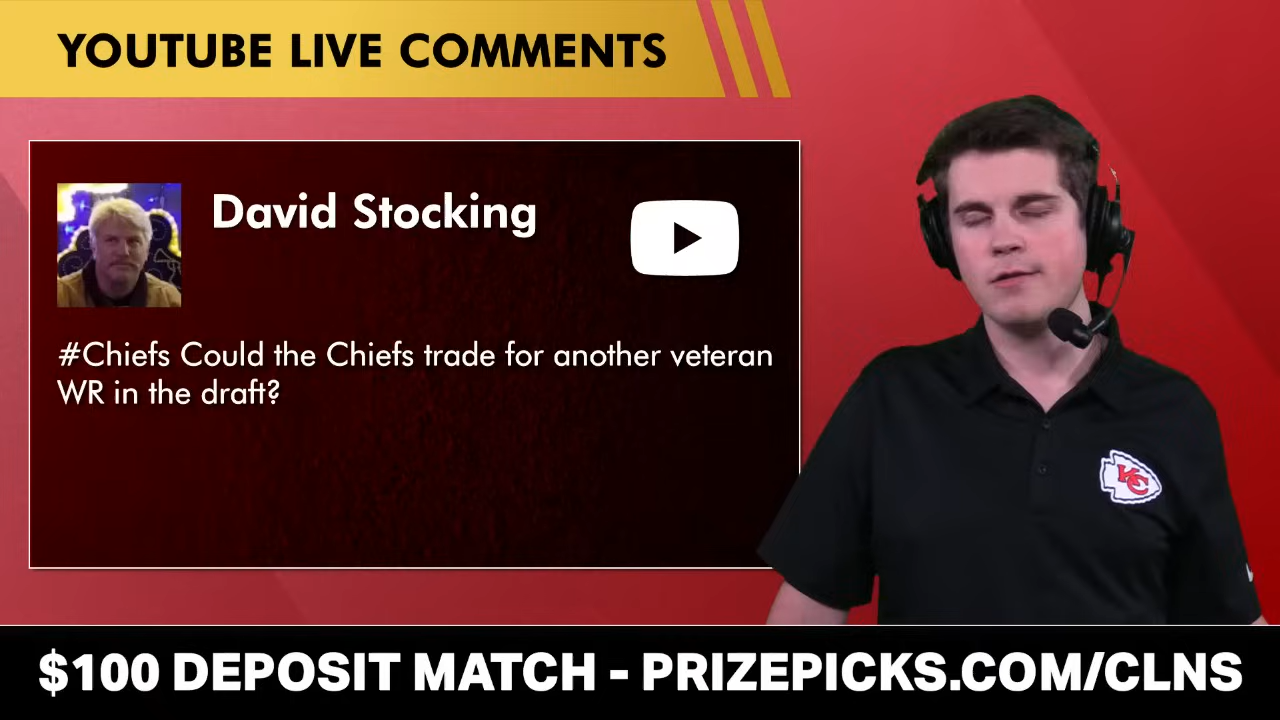 YOUTUBE LIVE COMMENTS
David Stocking
#Chiefs Could the Chiefs trade for another veteran
WR in the draft?
KC
$100 DEPOSIT MATCH - PRIZEPICKS.COM/CLNS